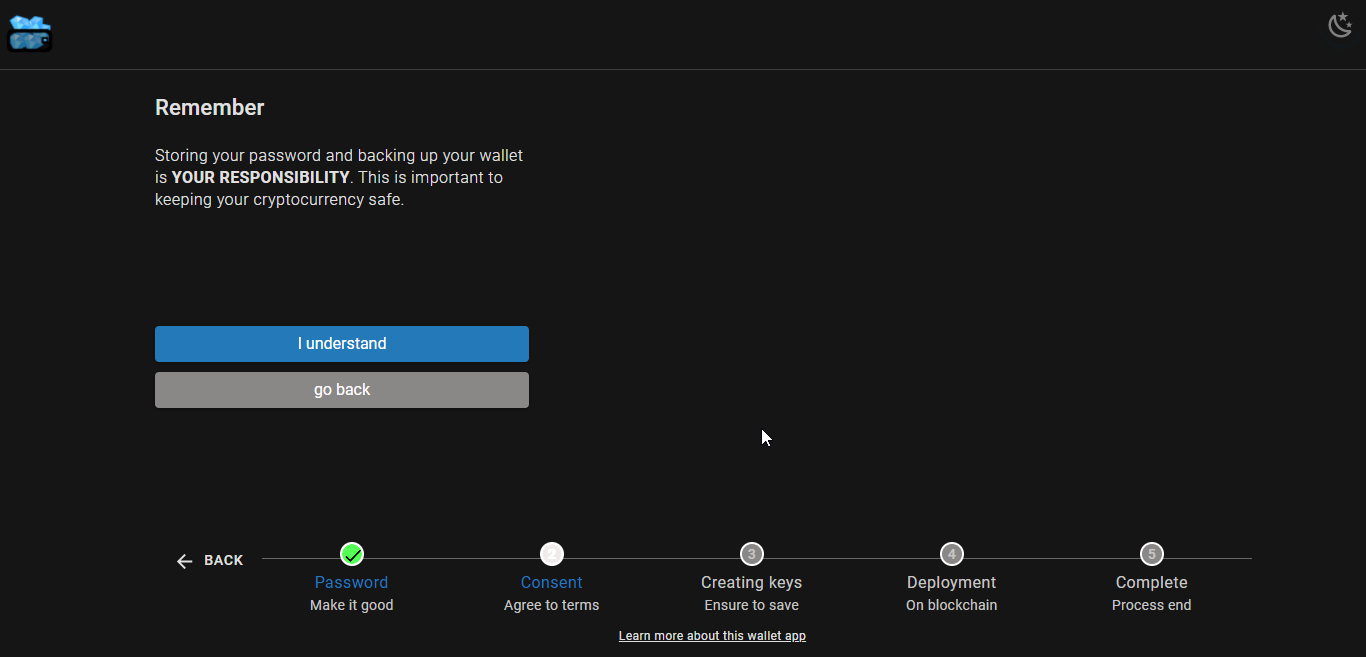 Remember
Storing your password and backing up your wallet
is YOUR RESPONSIBILITY. This is important to
keeping your cryptocurrency safe.
I understand
go back
BACK
2
3
4
5
Password
Consent
Creating keys
Deployment
Complete
Make it good
Agree to terms
Ensure to save
On blockchain
Process end
Learn more about this wallet app